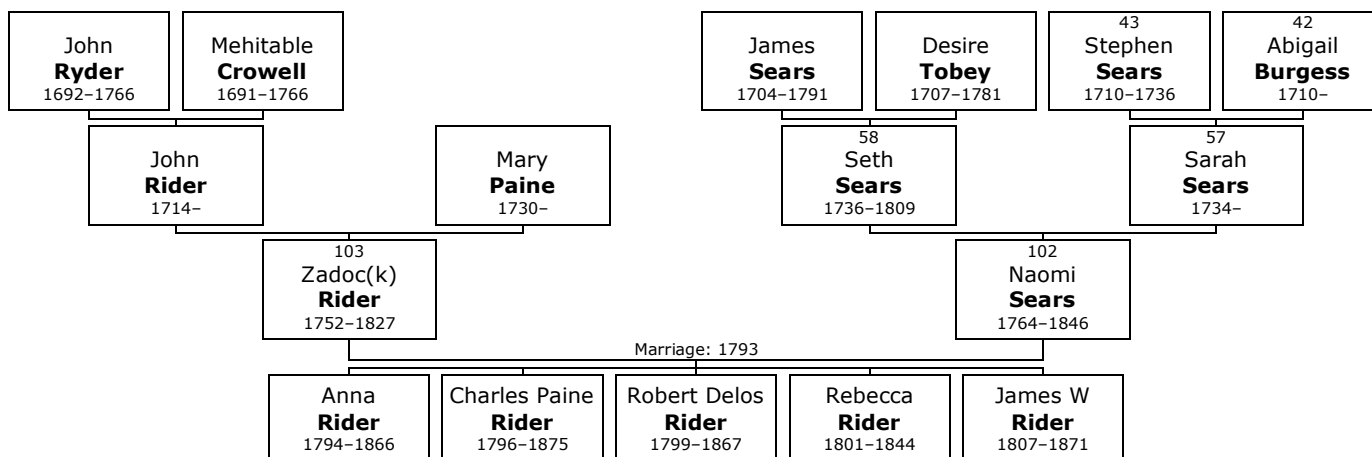 John
Ryder
1692–1766
Mehitable
Crowell
1691–1766
James
Sears
1704–1791
Desire
Tobey
1707–1781
43
Stephen
Sears
1710–1736
42
Abigail
Burgess
1710–
John
Rider
1714–
Mary
Paine
1730–
58
Seth
Sears
1736–1809
57
Sarah
Sears
1734–
103
Zadoc(k)
Rider
1752–1827
102
Naomi
Sears
1764–1846
Marriage: 1793
Anna
Rider
1794–1866
Charles Paine
Rider
1796–1875
Robert Delos
Rider
1799–1867
Rebecca
Rider
1801–1844
James W
Rider
1807–1871